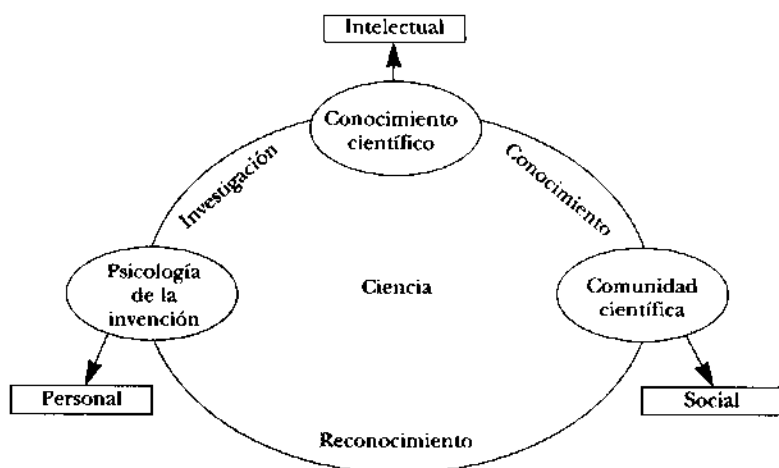 Intelectual
Conocimiento
científico
Investigación
Conocimiento
Psicología
de la
invención
Ciencia
Comunidad
científica
Personal
Social
Reconocimiento